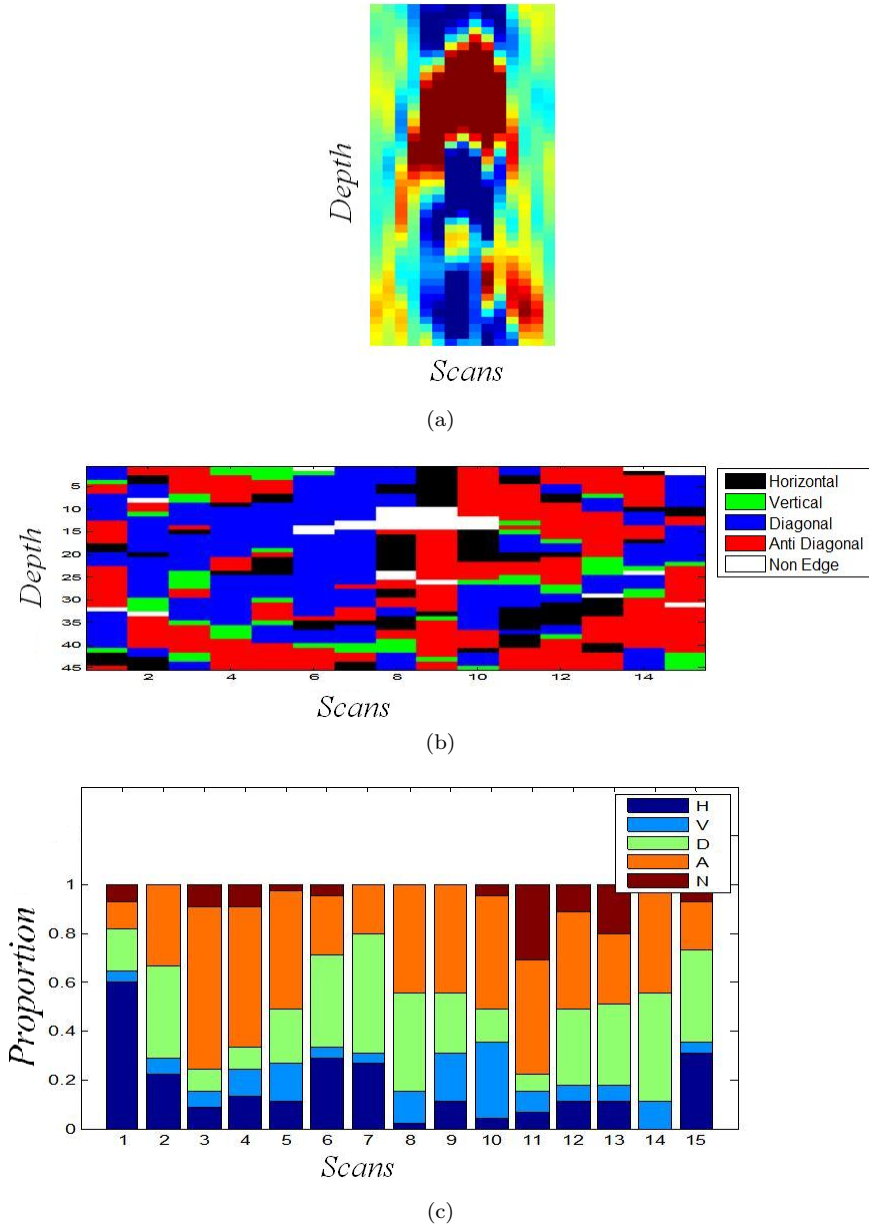 Depth
Scans
(a)
5
10
15
20
25
30
35
40
45
Depth
2 4 6 8 10 12 14
Scans
Horizontal
Vertical
Diagonal
Anti Diagonal
Non Edge
(b)
H
V
D
A
N
1
0.8
0.6
0.4
0.2
0
Proportion
1 2 3 4 5 6 7 8 9 10 11 12 13 14 15
Scans
(c)